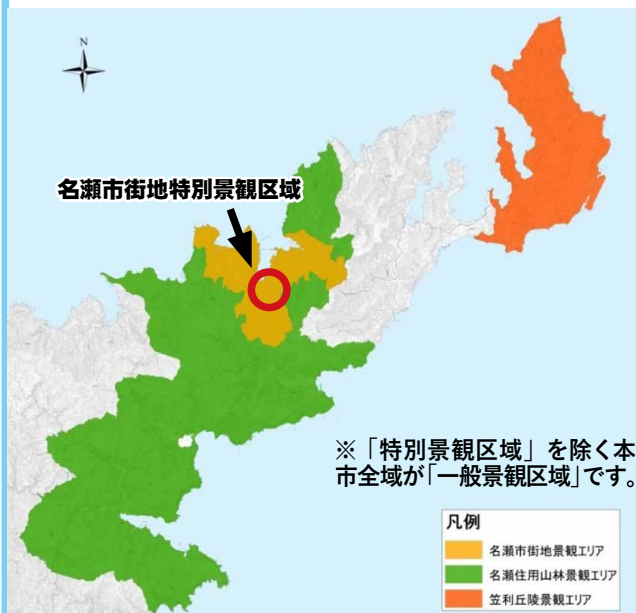 N
名瀬市街地特別景観区域
※「特別景観区域」を除く本
市全域が「一般景観区域」です。
凡例
名瀬市街地景観エリア
名瀬住用山林景観エリア
笠利丘陵景観エリア